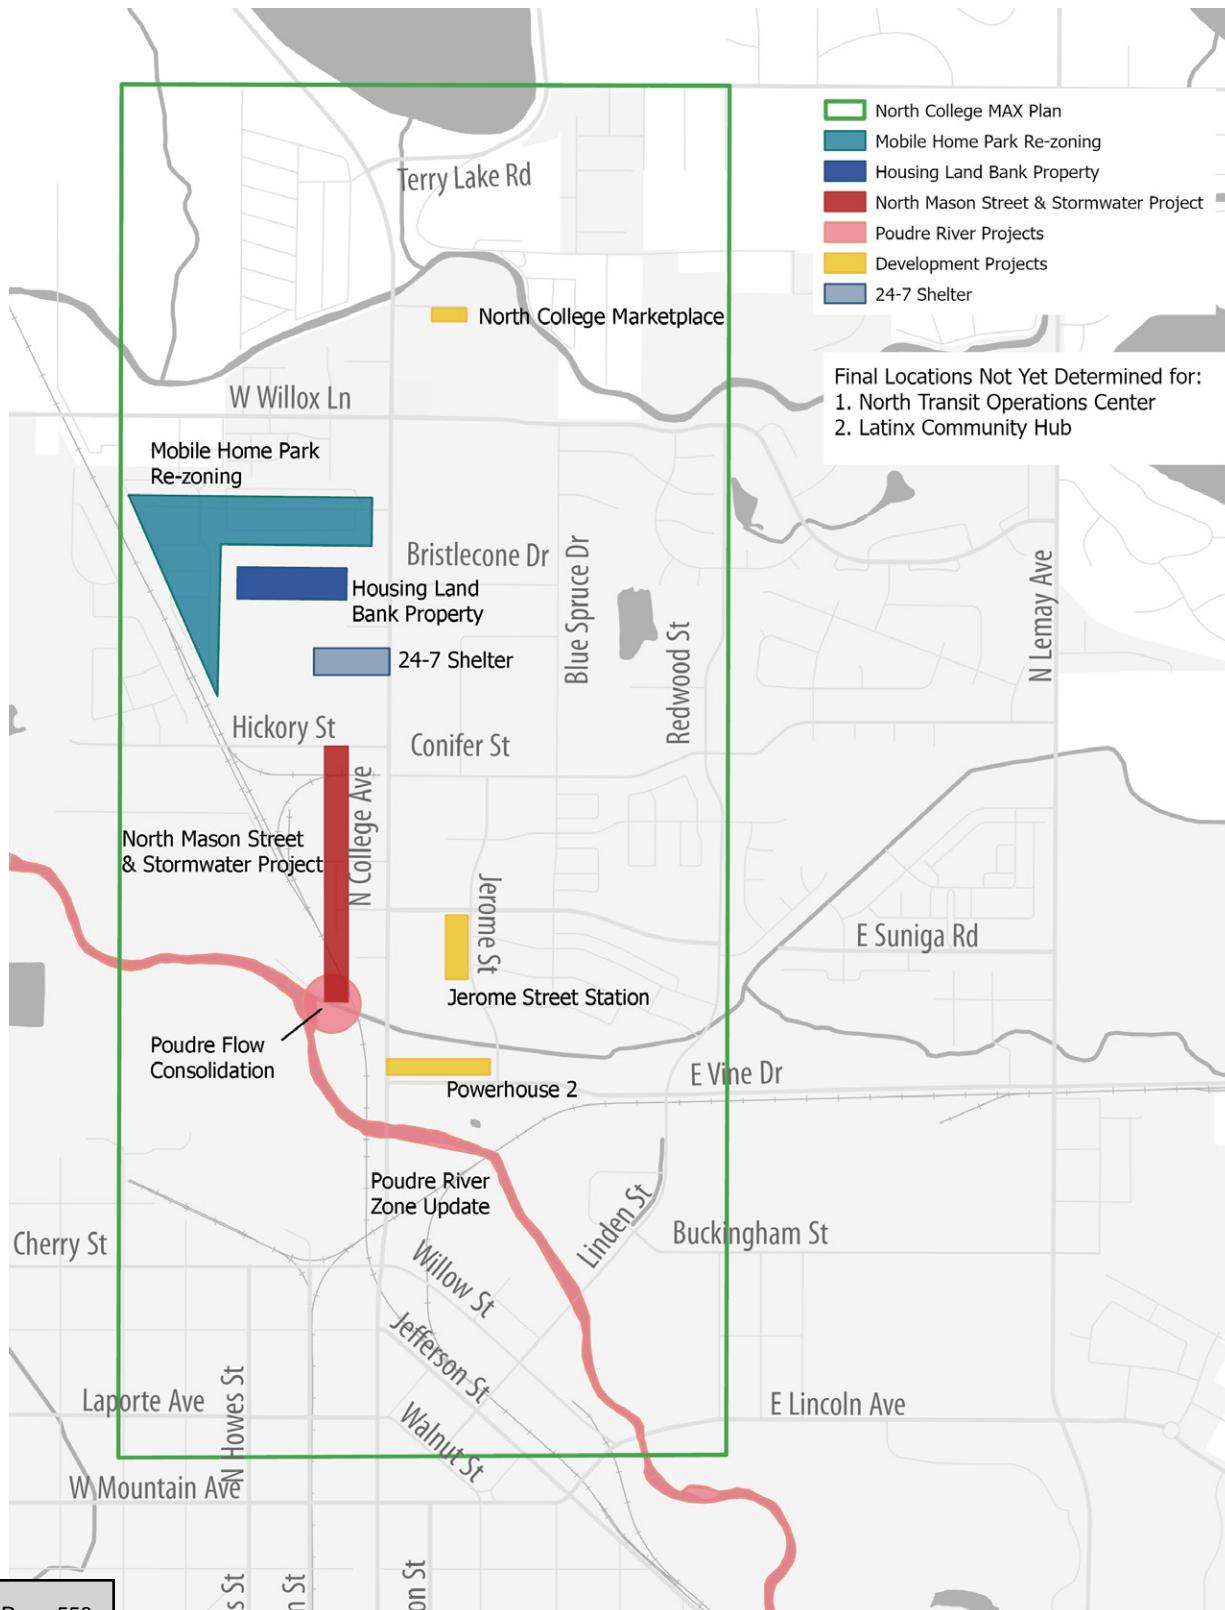 North College MAX Plan
Mobile Home Park Re-zoning
Housing Land Bank Property
North Mason Street & Stormwater Project
Poudre River Projects
Development Projects
24-7 Shelter
Terry Lake Rd
North College Marketplace
Final Locations Not Yet Determined for:
1. North Transit Operations Center
2. Latinx Community Hub
W Willox Ln
Mobile Home Park
Re-zoning
Bristlecone Dr
Blue Spruce Dr
N Lemay Ave
Housing Land
Bank Property
Redwood St
24-7 Shelter
Hickory St
Conifer St
N College Ave
North Mason Street
& Stormwater Project
Jerome St
E Suniga Rd
Jerome Street Station
Poudre Flow
Consolidation
E Vine Dr
Powerhouse 2
Poudre River
Zone Update
Linden St
Buckingham St
Cherry St
Willow St
Jefferson St
Laporte Ave
N Howes St
E Lincoln Ave
Walnut St
W Mountain Ave